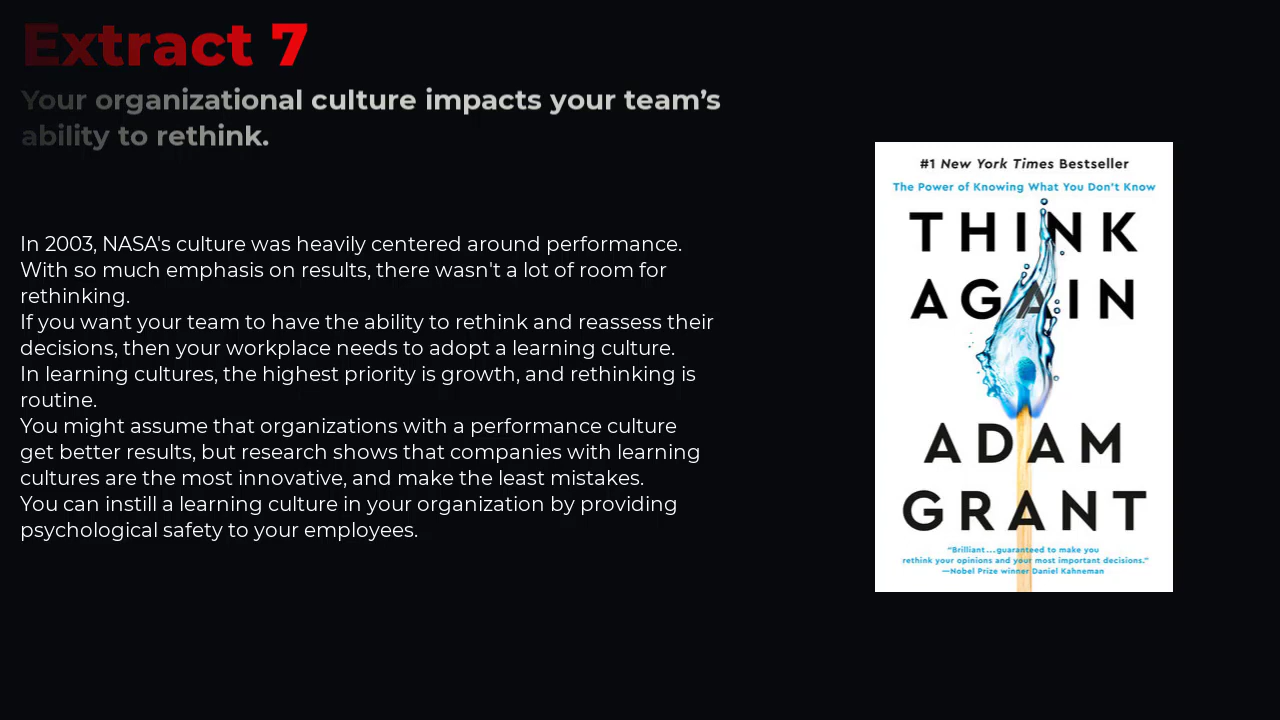 Extract 7
Your organizational culture impacts your team’s
ability to rethink.
In 2003, NASA's culture was heavily centered around performance.
With so much emphasis on results, there wasn't a lot of room for
rethinking.
If you want your team to have the ability to rethink and reassess their
decisions, then your workplace needs to adopt a learning culture.
In learning cultures, the highest priority is growth, and rethinking is
routine.
You might assume that organizations with a performance culture
get better results, but research shows that companies with learning
cultures are the most innovative, and make the least mistakes.
You can instill a learning culture in your organization by providing
psychological safety to your employees.
#1 New York Times Bestseller
The Power of Knowing What You Don't Know
THINK
AGAIN
ADAM
GRANT
"Brilliant...guaranteed to make you
rethink your opinions and your most important decisions."
—Nobel Prize winner Daniel Kahneman